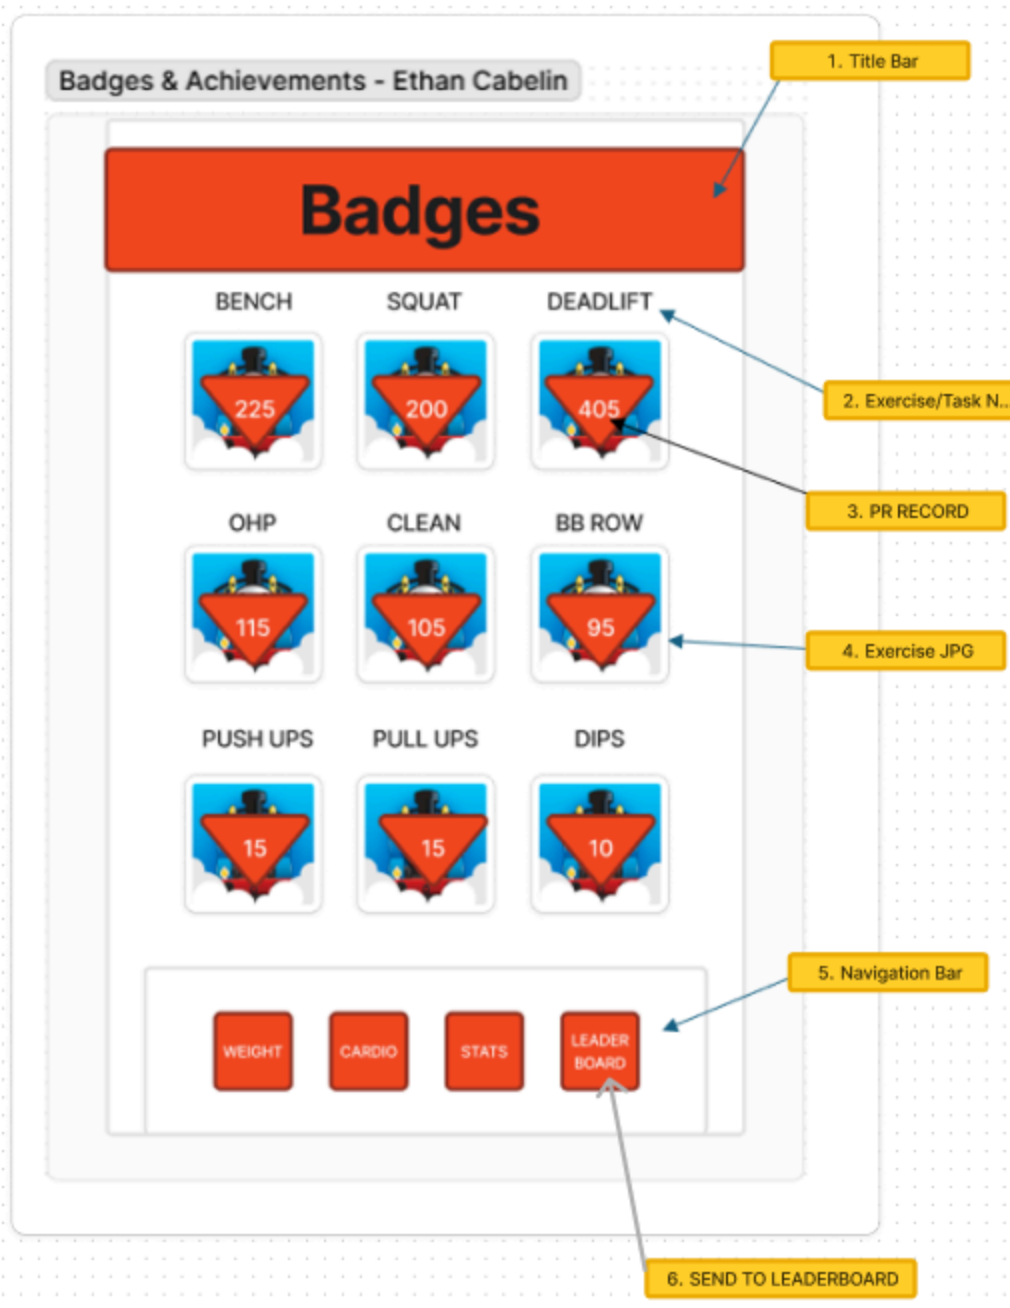 1. Title Bar
Badges & Achievements - Ethan Cabelin
Badges
BENCH SQUAT DEADLIFT
225 200 405
2. Exercise/Task N...
3. PR RECORD
OHP CLEAN BB ROW
115 105 95
4. Exercise JPG
PUSH UPS PULL UPS DIPS
15 15 10
5. Navigation Bar
WEIGHT CARDIO STATS LEADER
BOARD
6. SEND TO LEADERBOARD